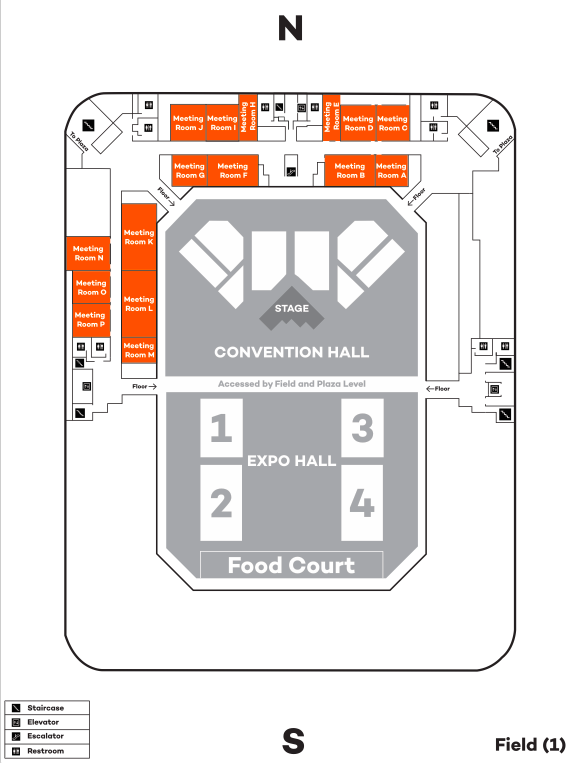 N
To Plaza
Meeting
Room J
Meeting
Room I
Meeting
Room H
Meeting
Room E
Meeting
Room D
Meeting
Room C
To Plaza
Meeting
Room G
Meeting
Room F
Meeting
Room B
Meeting
Room A
Floor
Floor
Meeting
Room K
Meeting
Room N
Meeting
Room O
Meeting
Room L
Meeting
Room P
Meeting
Room M
STAGE
CONVENTION HALL
Floor
Accessed by Field and Plaza Level
Floor
1
3
EXPO HALL
2
4
Food Court
Staircase
Elevator
Escalator
Restroom
S
Field (1)